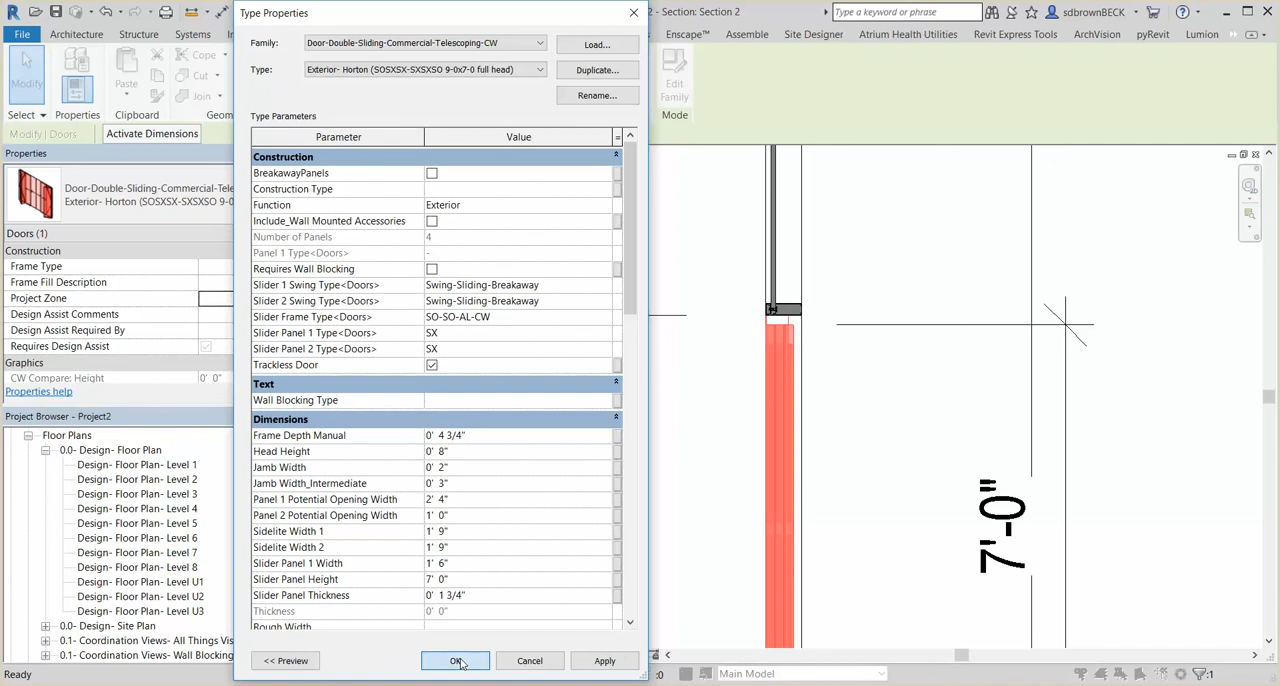 Type Properties
2 - Section: Section 2
Type a keyword or phrase
sdbrownBECK
File
Architecture
Structure
Systems
Enscape™
Assemble
Site Designer
Atrium Health Utilities
Revit Express Tools
ArchVision
pyRevit
Lumion
Modify
Paste
Cope
Cut
Join
Edit
Family
Select
Properties
Clipboard
Geom
Mode
Modify | Doors
Activate Dimensions
Family:
Door-Double-Sliding-Commercial-Telescoping-CW
Load...
Type:
Exterior- Horton (SOSXSX-SXSXSO 9-0x7-0 full head)
Duplicate...
Rename...
Type Parameters
Parameter
Value
=
Construction
BreakawayPanels
Construction Type
Function
Exterior
Include_Wall Mounted Accessories
Number of Panels
4
Panel 1 Type<Doors>
-
Requires Wall Blocking
Slider 1 Swing Type<Doors>
Swing-Sliding-Breakaway
Slider 2 Swing Type<Doors>
Swing-Sliding-Breakaway
Slider Frame Type<Doors>
SO-SO-AL-CW
Slider Panel 1 Type<Doors>
SX
Slider Panel 2 Type<Doors>
SX
Trackless Door
Text
Wall Blocking Type
Dimensions
Frame Depth Manual
0' 4 3/4"
Head Height
0' 8"
Jamb Width
0' 2"
Jamb Width_Intermediate
0' 3"
Panel 1 Potential Opening Width
2' 4"
Panel 2 Potential Opening Width
1' 0"
Sidelite Width 1
1' 9"
Sidelite Width 2
1' 9"
Slider Panel 1 Width
1' 6"
Slider Panel Height
7' 0"
Slider Panel Thickness
0' 1 3/4"
Thickness
0' 0"
Rough Width
<< Preview
OK
Cancel
Apply
Properties
Door-Double-Sliding-Commercial-Tele
Exterior- Horton (SOSXSX-SXSXSO 9-0
Doors (1)
Construction
Frame Type
Frame Fill Description
Project Zone
Design Assist Comments
Design Assist Required By
Requires Design Assist
Graphics
CW Compare: Height
0' 0"
Properties help
Project Browser - Project2
Floor Plans
0.0- Design- Floor Plan
Design- Floor Plan- Level 1
Design- Floor Plan- Level 2
Design- Floor Plan- Level 3
Design- Floor Plan- Level 4
Design- Floor Plan- Level 5
Design- Floor Plan- Level 6
Design- Floor Plan- Level 7
Design- Floor Plan- Level 8
Design- Floor Plan- Level U1
Design- Floor Plan- Level U2
Design- Floor Plan- Level U3
0.0- Design- Site Plan
0.1- Coordination Views- All Things Vis
0.1- Coordination Views- Wall Blocking
7'-0"
Ready
:0
Main Model
:1